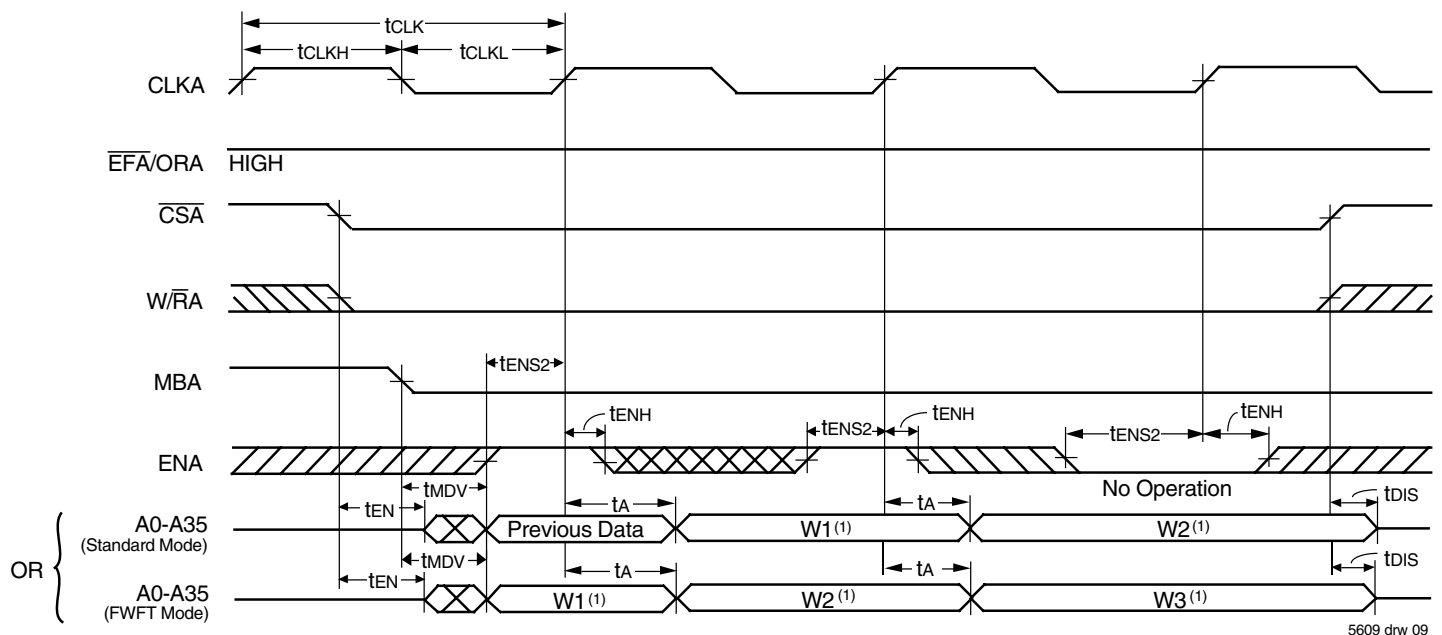 tCLK
tCLKH
tCLKL
CLKA
EFA/ORA
HIGH
CSA
W/RA
tENS2
MBA
tENH
tENS2
tENH
tENS2
tENH
ENA
tMDV
No Operation
tEN
tA
tA
tDIS
A0-A35
(Standard Mode)
Previous Data
W1(1)
W2(1)
OR {
tMDV
tEN
tA
tA
tDIS
A0-A35
(FWFT Mode)
W1(1)
W2(1)
W3(1)
5609 drw 09